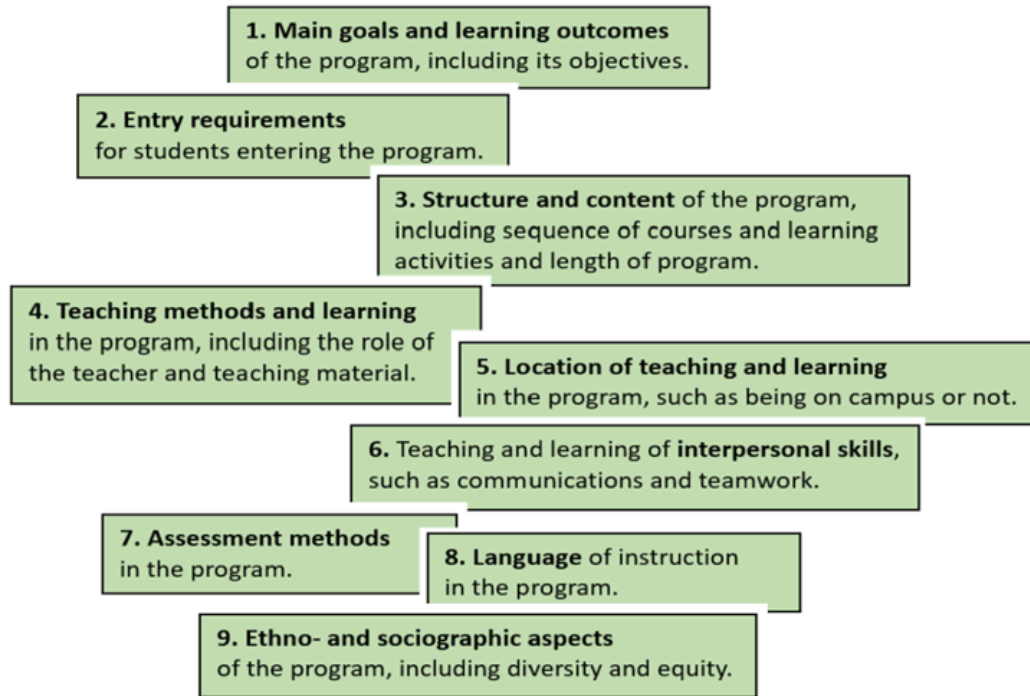 1. Main goals and learning outcomes
of the program, including its objectives.
2. Entry requirements
for students entering the program.
3. Structure and content of the program,
including sequence of courses and learning
activities and length of program.
4. Teaching methods and learning
in the program, including the role of
the teacher and teaching material.
5. Location of teaching and learning
in the program, such as being on campus or not.
6. Teaching and learning of interpersonal skills,
such as communications and teamwork.
7. Assessment methods
in the program.
8. Language of instruction
in the program.
9. Ethno- and sociographic aspects
of the program, including diversity and equity.